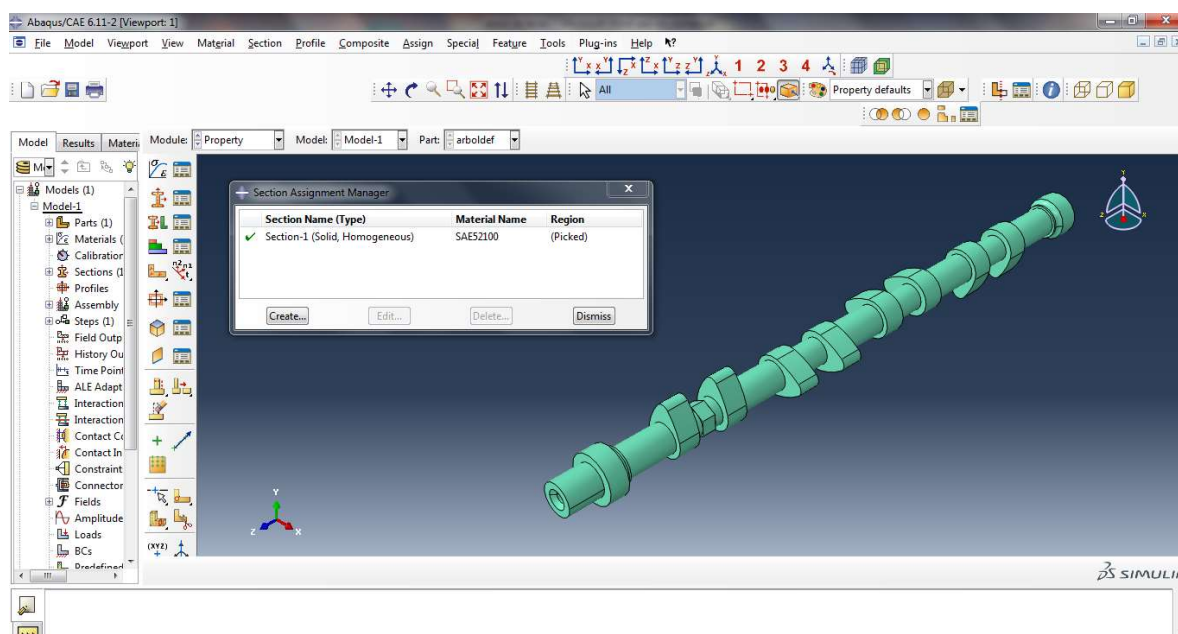 Abaqus/CAE 6.11-2 [Viewport: 1]
File Model Viewport View Material Section Profile Composite Assign Special Feature Tools Plug-ins Help
1 2 3 4
All
Property defaults
Model Results Materi
Module: Property Model: Model-1 Part: arboldef
Models (1)
Model-1
Parts (1)
Materials (
Calibration
Sections (1
Profiles
Assembly
Steps (1)
Field Outp
History Ou
Time Point
ALE Adapt
Interaction
Interaction
Contact Co
Contact In
Constraint
Connector
Fields
Amplitude
Loads
BCs
Predefined
Section Assignment Manager
Section Name (Type) Material Name Region
Section-1 (Solid, Homogeneous) SAE52100 (Picked)
Create... Edit... Delete... Dismiss
Y
Z X
Y
Z X
(XYZ)
SIMULI